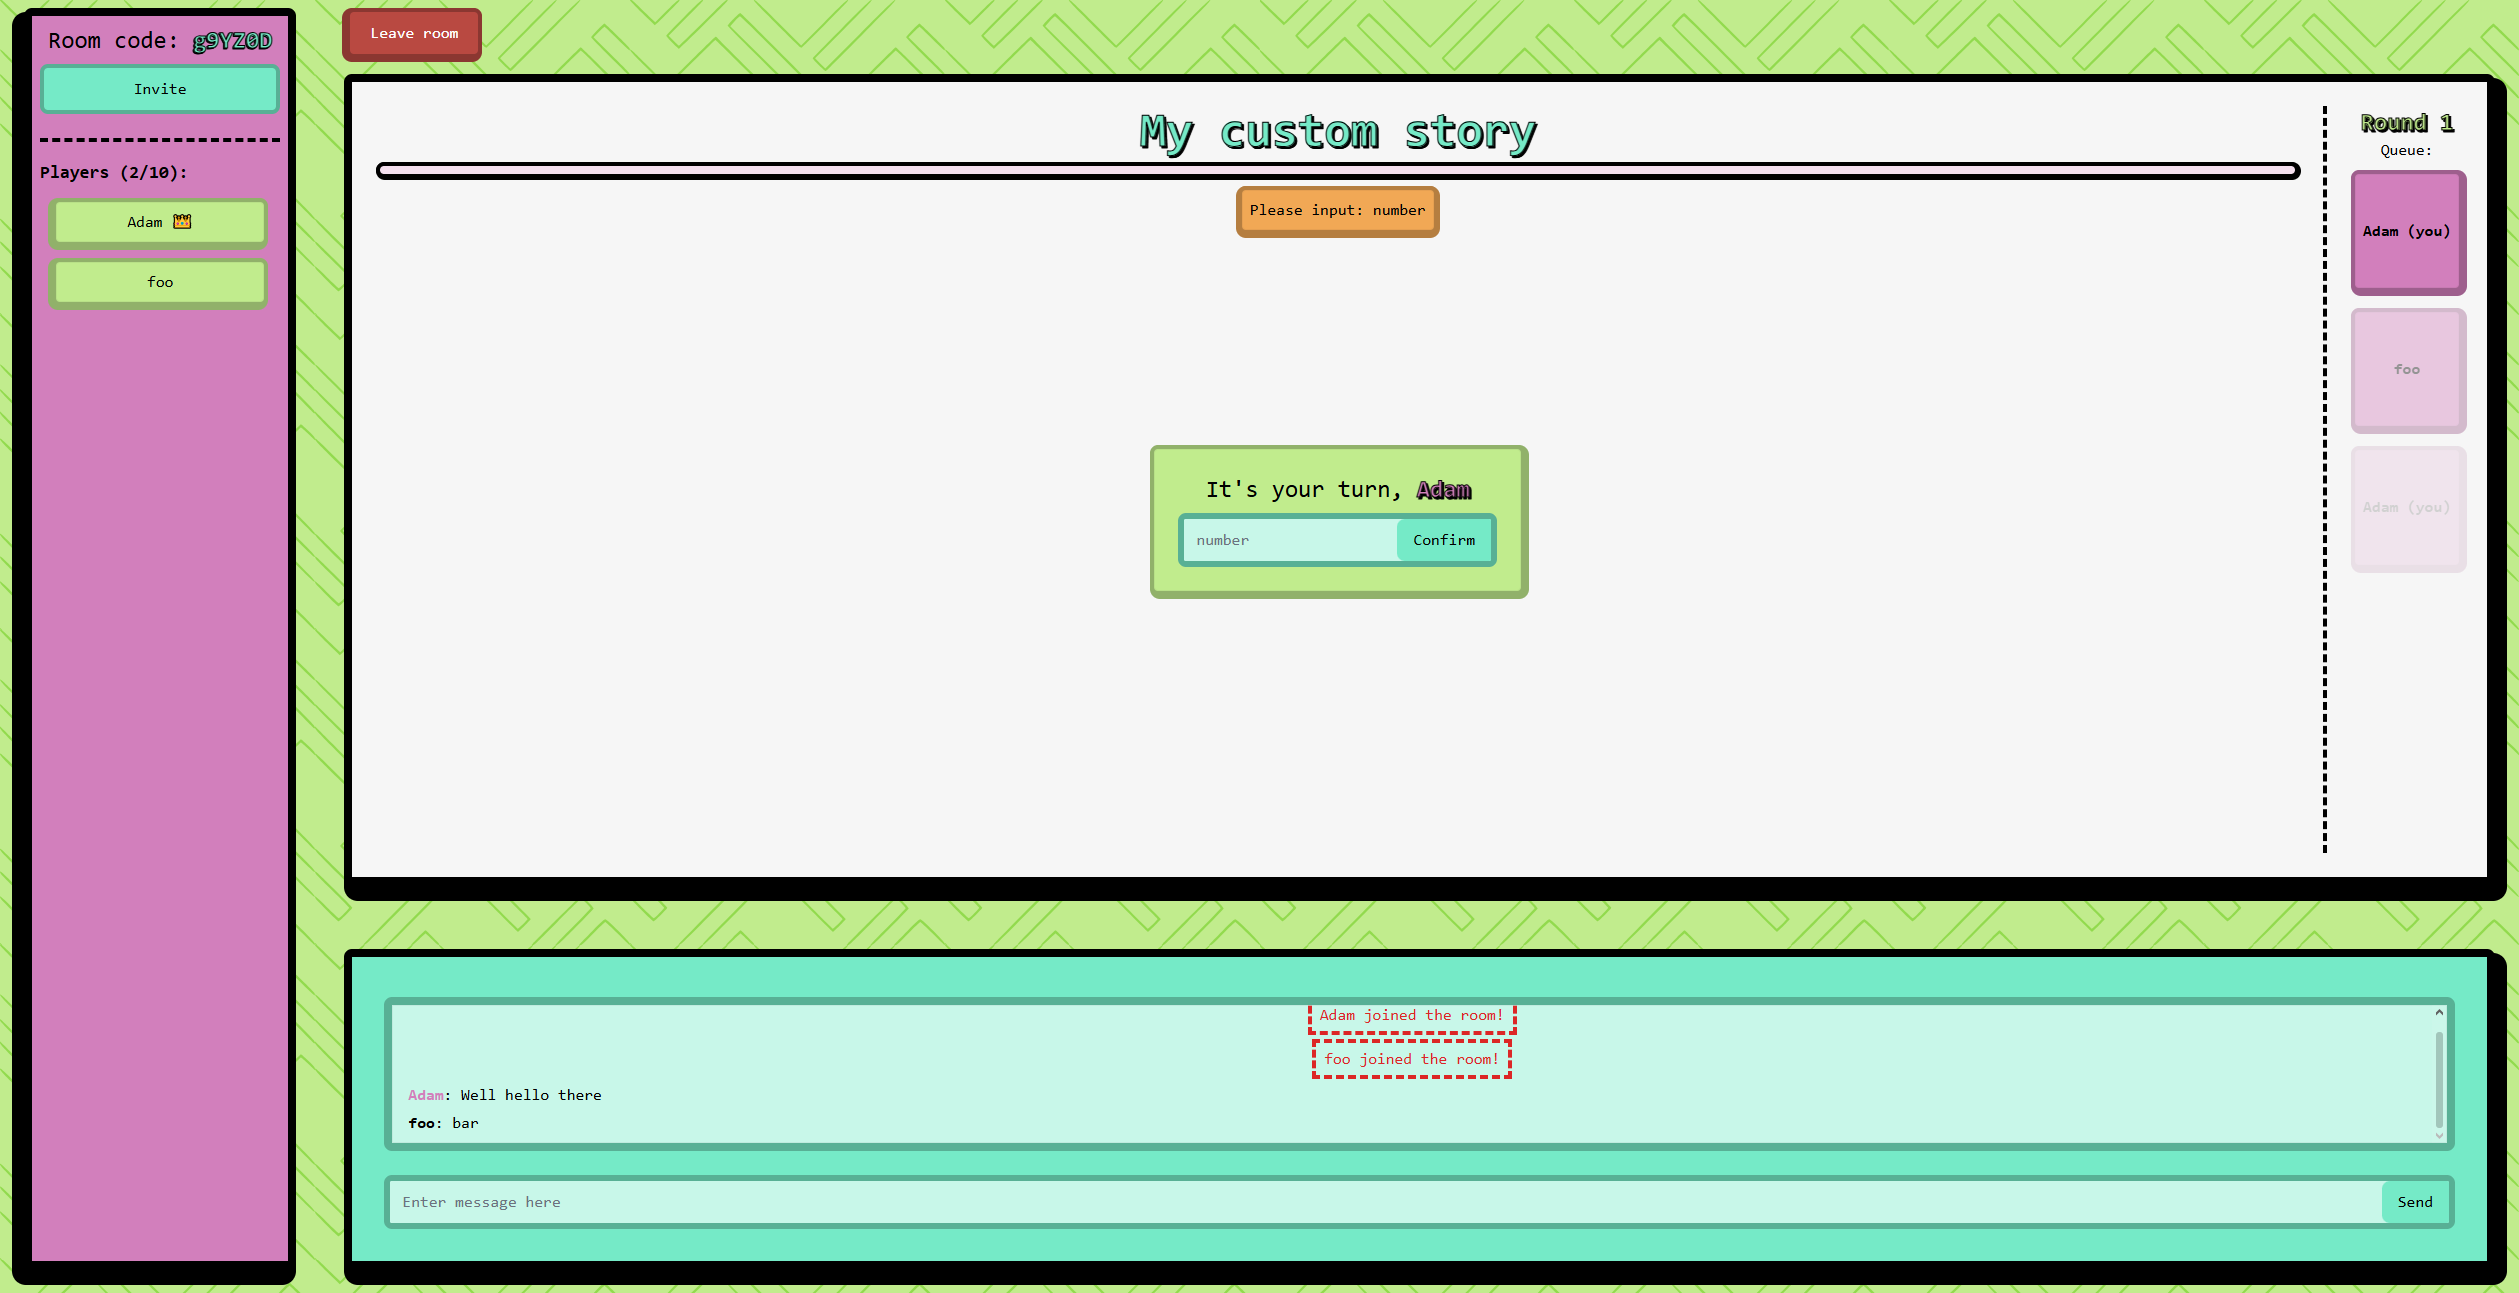 Room code: g9YZ0D
Invite
Players (2/10):
Adam 👑
foo
Leave room
My custom story
Please input: number
It's your turn, Adam
number
Confirm
Round 1
Queue:
Adam (you)
foo
Adam (you)
Adam joined the room!
foo joined the room!
Adam: Well hello there
foo: bar
Enter message here
Send